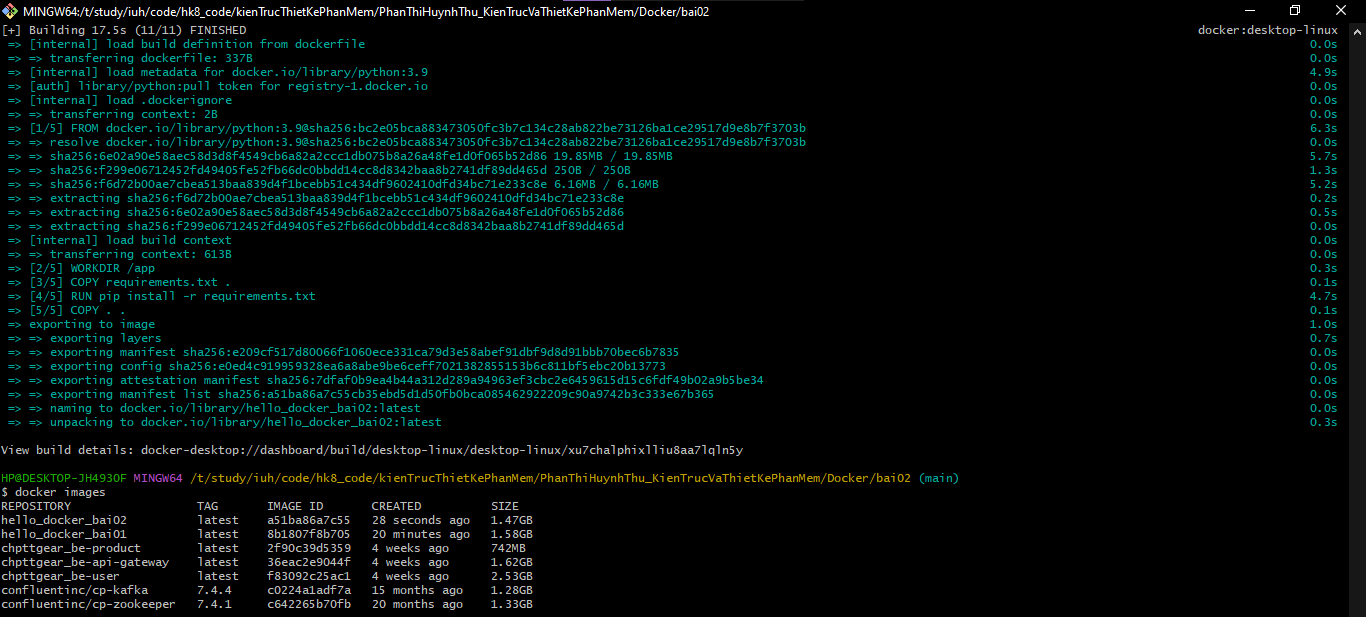 MINGW64:/t/study/iuh/code/hk8_code/kienTrucThietKePhanMem/PhanThiHuynhThu_KienTrucVaThietKePhanMem/Docker/bai02
[+] Building 17.5s (11/11) FINISHED docker:desktop-linux
=> [internal] load build definition from dockerfile 0.0s
=> => transferring dockerfile: 337B 0.0s
=> [internal] load metadata for docker.io/library/python:3.9 4.9s
=> [auth] library/python:pull token for registry-1.docker.io 0.0s
=> [internal] load .dockerignore 0.0s
=> => transferring context: 2B 0.0s
=> [1/5] FROM docker.io/library/python:3.9@sha256:bc2e05bca883473050fc3b7c134c28ab822be73126ba1ce29517d9e8b7f3703b 6.3s
=> => resolve docker.io/library/python:3.9@sha256:bc2e05bca883473050fc3b7c134c28ab822be73126ba1ce29517d9e8b7f3703b 0.0s
=> => sha256:6e02a90e58aec58d3d8f4549cb6a82a2ccc1db075b8a26a48fe1d0f065b52d86 19.85MB / 19.85MB 5.7s
=> => sha256:f299e06712452fd49405fe52fb66dc0bbdd14cc8d8342baa8b2741df89dd465d 250B / 250B 1.3s
=> => sha256:f6d72b00ae7cbea513baa839d4f1bcebb51c434df9602410dfd34bc71e233c8e 6.16MB / 6.16MB 5.2s
=> => extracting sha256:f6d72b00ae7cbea513baa839d4f1bcebb51c434df9602410dfd34bc71e233c8e 0.2s
=> => extracting sha256:6e02a90e58aec58d3d8f4549cb6a82a2ccc1db075b8a26a48fe1d0f065b52d86 0.5s
=> => extracting sha256:f299e06712452fd49405fe52fb66dc0bbdd14cc8d8342baa8b2741df89dd465d 0.0s
=> [internal] load build context 0.0s
=> => transferring context: 613B 0.0s
=> [2/5] WORKDIR /app 0.3s
=> [3/5] COPY requirements.txt . 0.1s
=> [4/5] RUN pip install -r requirements.txt 4.7s
=> [5/5] COPY . . 0.1s
=> exporting to image 1.0s
=> => exporting layers 0.7s
=> => exporting manifest sha256:e209cf517d80066f1060ece331ca79d3e58abef91dbf9d8d91bbb70bec6b7835 0.0s
=> => exporting config sha256:e0ed4c919959328ea6a8abe9be6ceff7021382855153b6c811bf5ebc20b13773 0.0s
=> => exporting attestation manifest sha256:7dfaf0b9ea4b44a312d289a94963ef3cbc2e6459615d15c6fdf49b02a9b5be34 0.0s
=> => exporting manifest list sha256:a51ba86a7c55cb35ebd5d1d50fb0bca085462922209c90a9742b3c333e67b365 0.0s
=> => naming to docker.io/library/hello_docker_bai02:latest 0.0s
=> => unpacking to docker.io/library/hello_docker_bai02:latest 0.3s
View build details: docker-desktop://dashboard/build/desktop-linux/desktop-linux/xu7chalphixlliu8aa7lqln5y
HP@DESKTOP-JH4930F MINGW64 /t/study/iuh/code/hk8_code/kienTrucThietKePhanMem/PhanThiHuynhThu_KienTrucVaThietKePhanMem/Docker/bai02 (main)
$ docker images
REPOSITORY TAG IMAGE ID CREATED SIZE
hello_docker_bai02 latest a51ba86a7c55 28 seconds ago 1.47GB
hello_docker_bai01 latest 8b1807f8b705 20 minutes ago 1.58GB
chpttgear_be-product latest 2f90c39d5359 4 weeks ago 742MB
chpttgear_be-api-gateway latest 36eac2e9044f 4 weeks ago 1.62GB
chpttgear_be-user latest f83092c25ac1 4 weeks ago 2.53GB
confluentinc/cp-kafka 7.4.4 c0224a1adf7a 15 months ago 1.28GB
confluentinc/cp-zookeeper 7.4.1 c642265b70fb 20 months ago 1.33GB